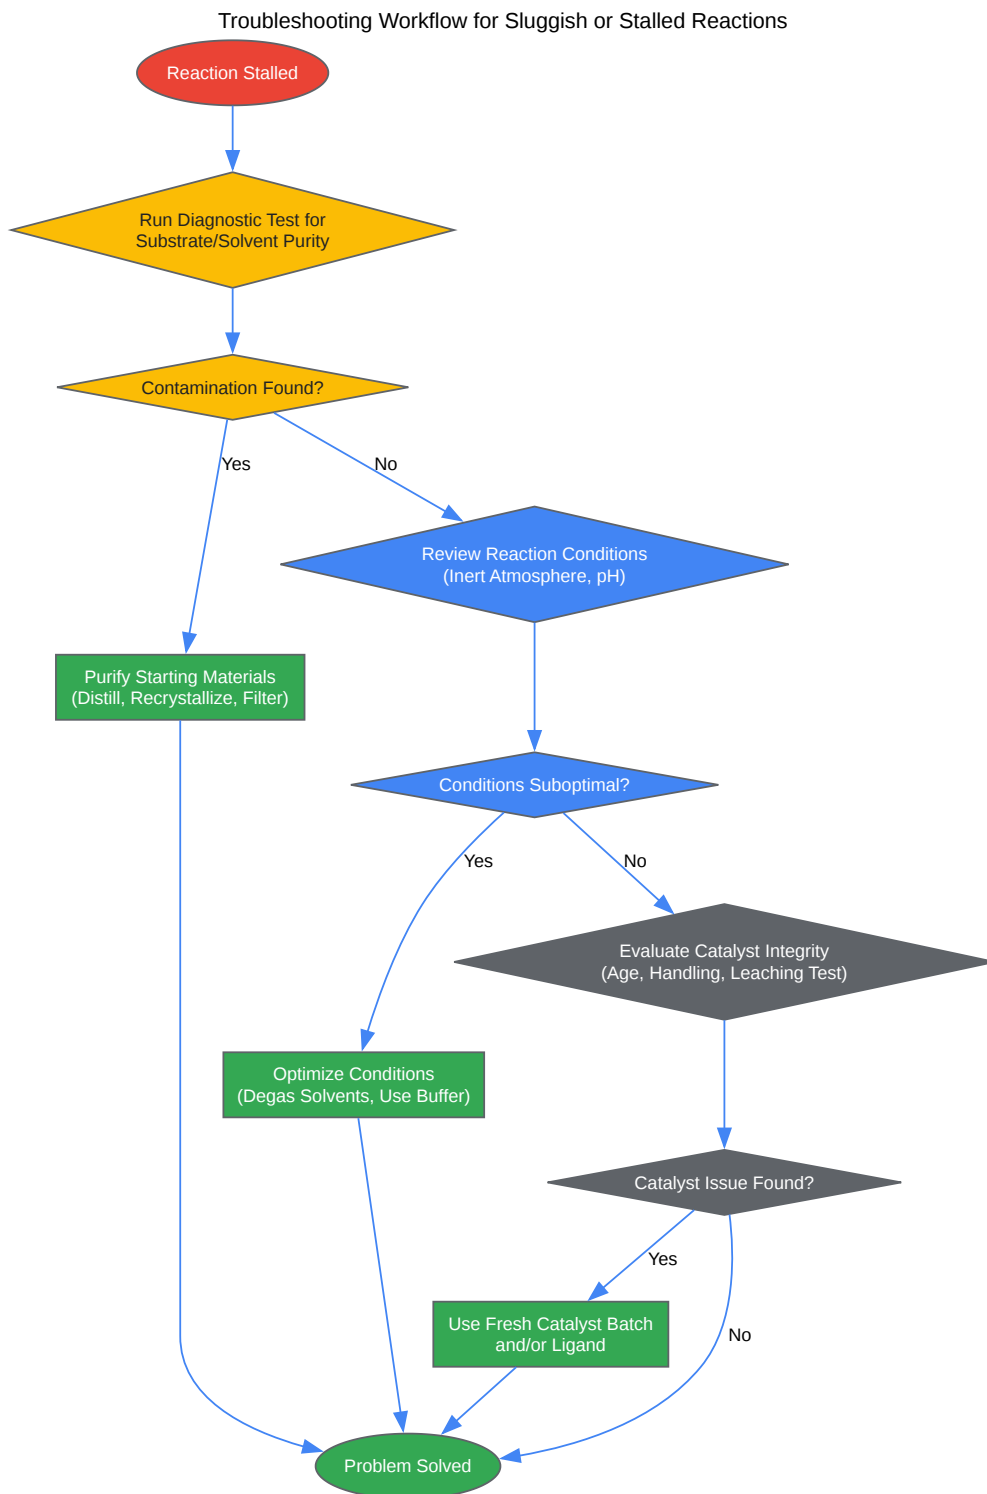 Troubleshooting Workflow for Sluggish or Stalled Reactions
Reaction Stalled
Run Diagnostic Test for
Substrate/Solvent Purity
Contamination Found?
Yes
No
Review Reaction Conditions
(Inert Atmosphere, pH)
Purify Starting Materials
(Distill, Recrystallize, Filter)
Conditions Suboptimal?
Yes
No
Evaluate Catalyst Integrity
(Age, Handling, Leaching Test)
Optimize Conditions
(Degas Solvents, Use Buffer)
Catalyst Issue Found?
Yes
No
Use Fresh Catalyst Batch
and/or Ligand
Problem Solved